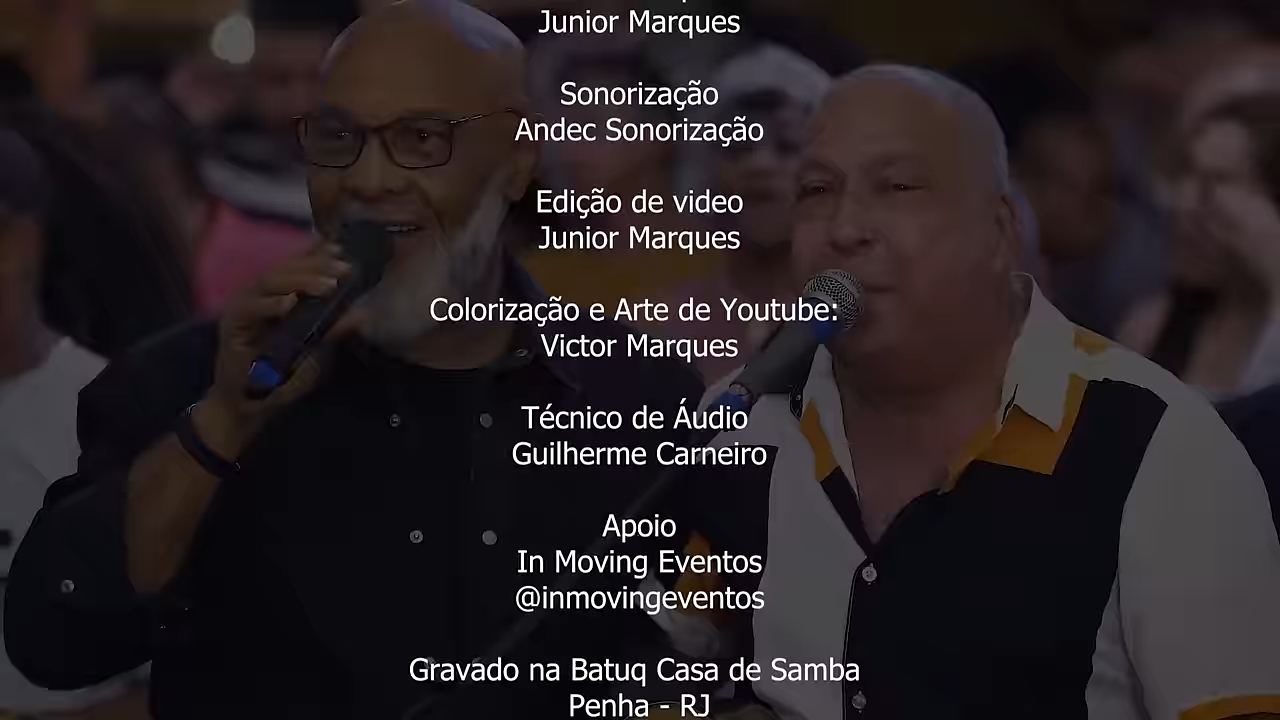 Junior Marques
Sonorização
Andec Sonorização
Edição de video
Junior Marques
Colorização e Arte de Youtube:
Victor Marques
Técnico de Áudio
Guilherme Carneiro
Apoio
In Moving Eventos
@inmovingeventos
Gravado na Batuq Casa de Samba
Penha - RJ